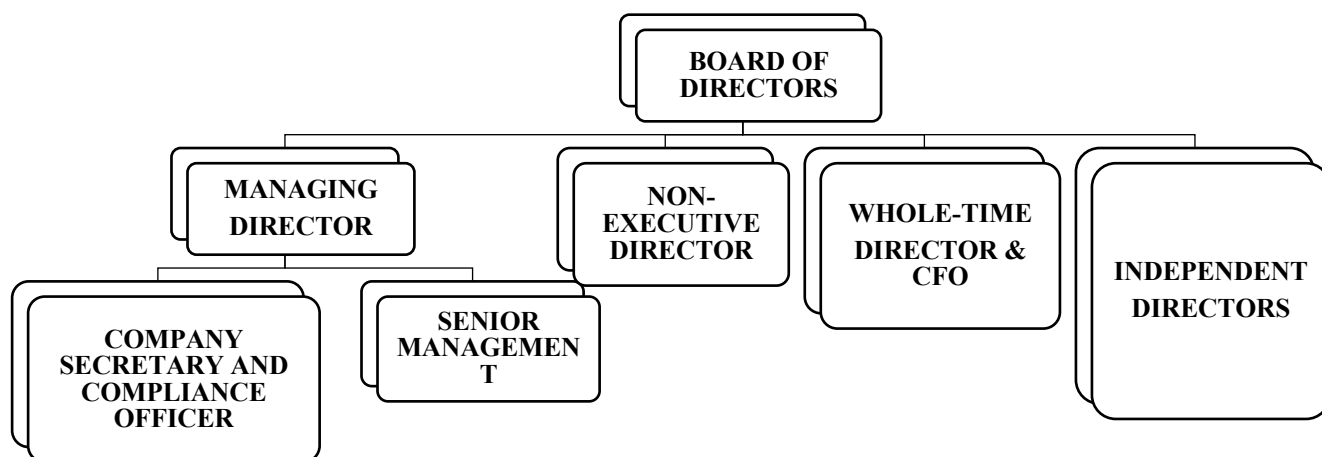 BOARD OF
DIRECTORS
MANAGING
DIRECTOR
NON-
EXECUTIVE
DIRECTOR
WHOLE-TIME
DIRECTOR &
CFO
INDEPENDENT
DIRECTORS
COMPANY
SECRETARY AND
COMPLIANCE
OFFICER
SENIOR
MANAGEMEN
T